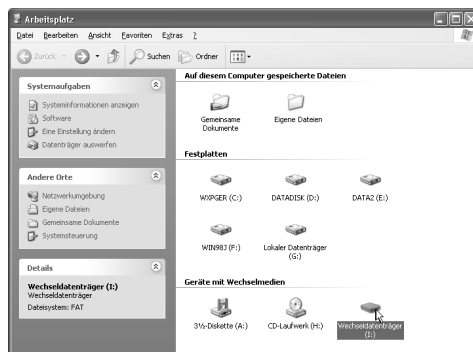 Arbeitsplatz
Datei Bearbeiten Ansicht Favoriten Extras ?
Zurück Suchen Ordner
Systemaufgaben
Systeminformationen anzeigen
Software
Eine Einstellung ändern
Datenträger auswerfen
Andere Orte
Netzwerkumgebung
Eigene Dateien
Gemeinsame Dokumente
Systemsteuerung
Details
Wechseldatenträger (I:)
Wechseldatenträger
Dateisystem: FAT
Auf diesem Computer gespeicherte Dateien
Gemeinsame Dokumente
Eigene Dateien
Festplatten
WXPGER (C:)
DATADISK (D:)
DATA2 (E:)
WIN98J (F:)
Lokaler Datenträger (G:)
Geräte mit Wechselmedien
3½-Diskette (A:)
CD-Laufwerk (H:)
Wechseldatenträger (I:)